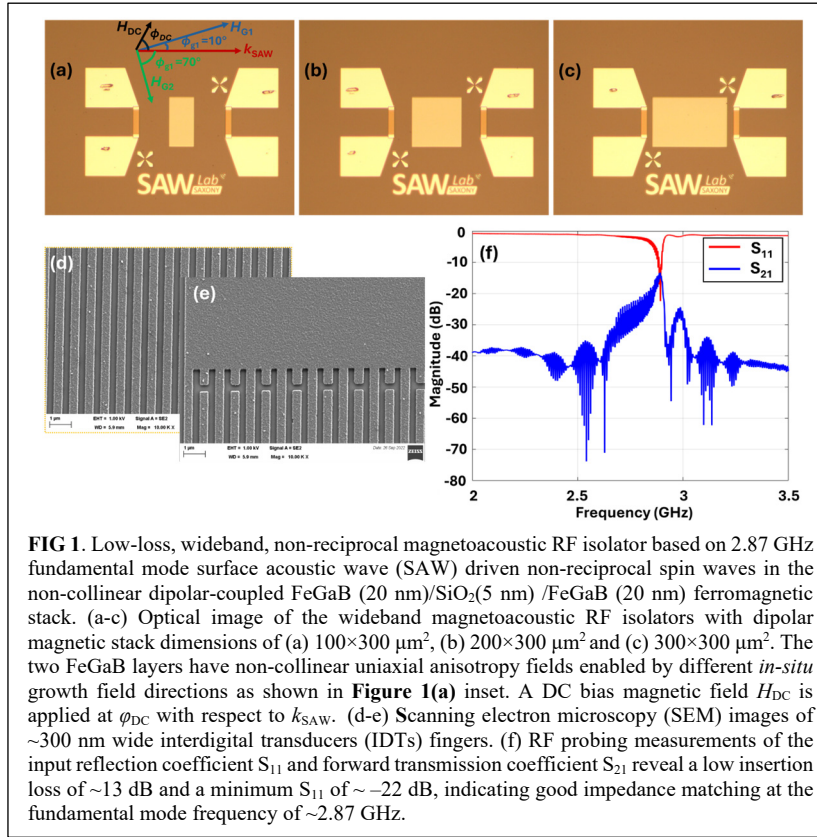 H_DC
φ_DC
H_G1
φ_g1=10°
k_SAW
φ_g1=70°
H_G2
(a)
SAW Lab
SAXONY
(b)
SAW Lab
SAXONY
(c)
SAW Lab
SAXONY
(d)
1 µm
EHT = 1.00 kV
Signal A = SE2
WD = 5.9 mm
Mag = 10.00 K X
(e)
1 µm
EHT = 1.00 kV
Signal A = SE2
WD = 5.9 mm
Mag = 10.00 K X
ZEISS
(f)
S11
S21
Magnitude (dB)
0
-10
-20
-30
-40
-50
-60
-70
-80
2
2.5
3
3.5
Frequency (GHz)
FIG 1. Low-loss, wideband, non-reciprocal magnetoacoustic RF isolator based on 2.87 GHz
fundamental mode surface acoustic wave (SAW) driven non-reciprocal spin waves in the
non-collinear dipolar-coupled FeGaB (20 nm)/SiO2(5 nm) /FeGaB (20 nm) ferromagnetic
stack. (a-c) Optical image of the wideband magnetoacoustic RF isolators with dipolar
magnetic stack dimensions of (a) 100×300 μm², (b) 200×300 μm² and (c) 300×300 μm². The
two FeGaB layers have non-collinear uniaxial anisotropy fields enabled by different in-situ
growth field directions as shown in Figure 1(a) inset. A DC bias magnetic field HDC is
applied at φDC with respect to kSAW. (d-e) Scanning electron microscopy (SEM) images of
~300 nm wide interdigital transducers (IDTs) fingers. (f) RF probing measurements of the
input reflection coefficient S11 and forward transmission coefficient S21 reveal a low insertion
loss of ~13 dB and a minimum S11 of ~ –22 dB, indicating good impedance matching at the
fundamental mode frequency of ~2.87 GHz.